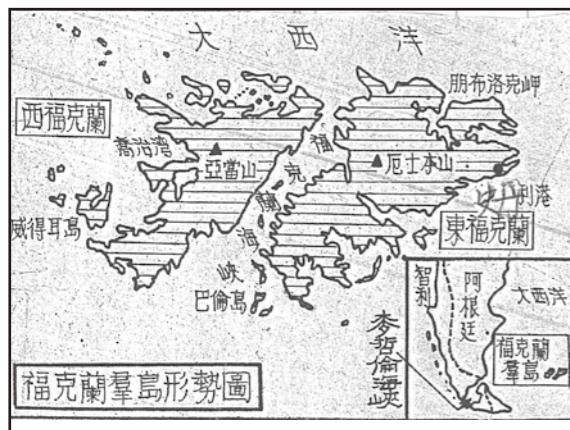 大西洋
朋布洛克岬
西福克蘭
喬治灣
亞當山
福克蘭海峽
厄士本山
利港
威得耳島
東福克蘭
巴倫島
智利
阿根廷
大西洋
福克蘭
羣島
麥哲倫海峽
福克蘭羣島形勢圖